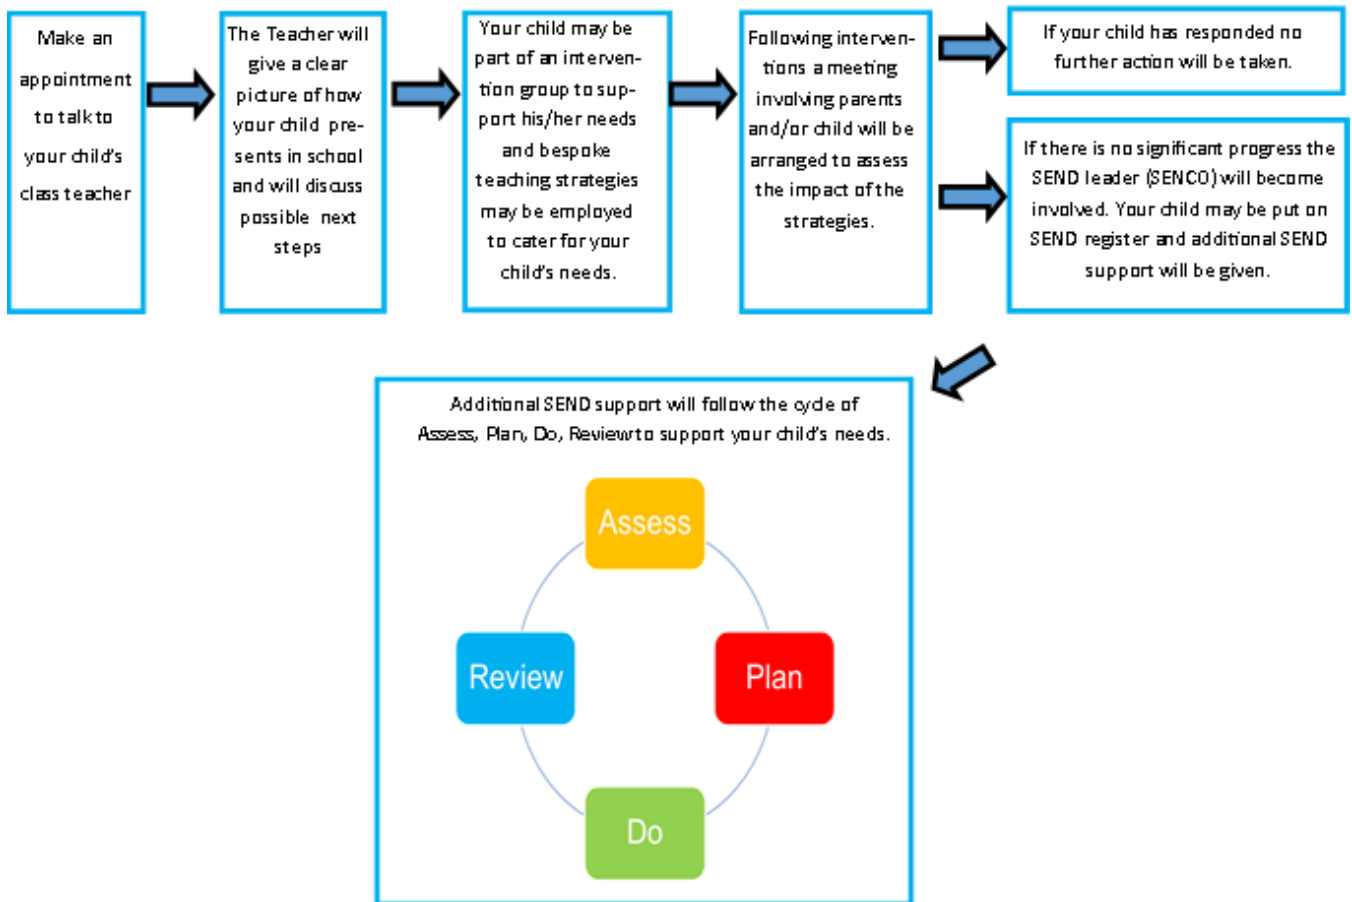 Make an
appointment
to talk to
your child's
class teacher
The Teacher will
give a clear
picture of how
your child pre-
sents in school
and will discuss
possible next
steps
Your child may be
part of an interven-
tion group to sup-
port his/her needs
and bespoke
teaching strategies
may be employed
to cater for your
child's needs.
Following interven-
tions a meeting
involving parents
and/or child will be
arranged to assess
the impact of the
strategies.
If your child has responded no
further action will be taken.
If there is no significant progress the
SEND leader (SENCO) will become
involved. Your child may be put on
SEND register and additional SEND
support will be given.
Additional SEND support will follow the cycle of
Assess, Plan, Do, Review to support your child's needs.
Assess
Review
Plan
Do